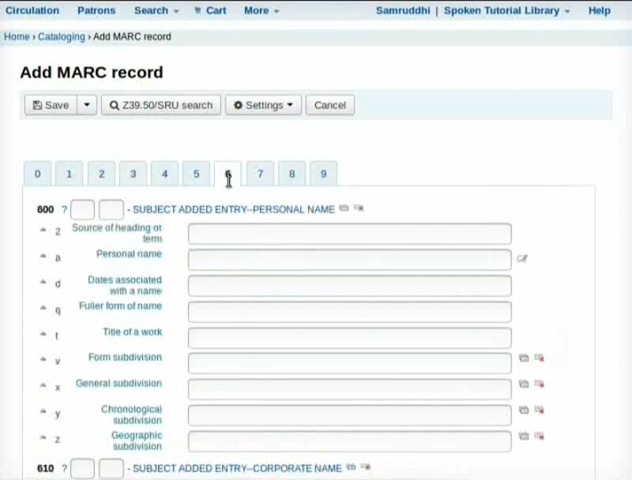 Circulation Patrons Search Cart More Samruddhi | Spoken Tutorial Library Help
Home › Cataloging › Add MARC record
Add MARC record
Save Z39.50/SRU search Settings Cancel
0 1 2 3 4 5 6 7 8 9
600 ? - SUBJECT ADDED ENTRY--PERSONAL NAME
2 Source of heading or term
a Personal name
d Dates associated with a name
q Fuller form of name
t Title of a work
v Form subdivision
x General subdivision
y Chronological subdivision
z Geographic subdivision
610 ? - SUBJECT ADDED ENTRY--CORPORATE NAME